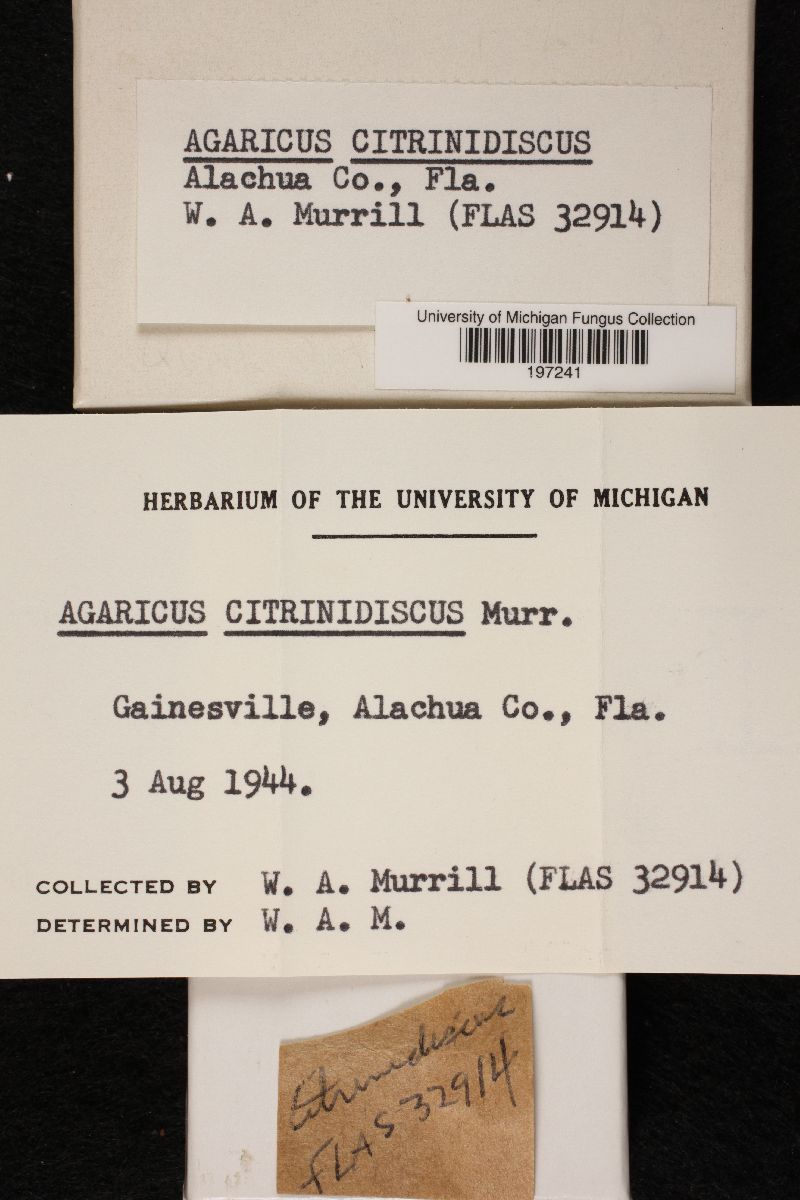 AGARICUS CITRINIDISCUS
Alachua Co., Fla.
W. A. Murrill (FLAS 32914)
University of Michigan Fungus Collection
197241
HERBARIUM OF THE UNIVERSITY OF MICHIGAN
AGARICUS CITRINIDISCUS Murr.
Gainesville, Alachua Co., Fla.
3 Aug 1944.
COLLECTED BY W. A. Murrill (FLAS 32914)
DETERMINED BY W. A. M.
Citrinidiscus
FLAS 32914